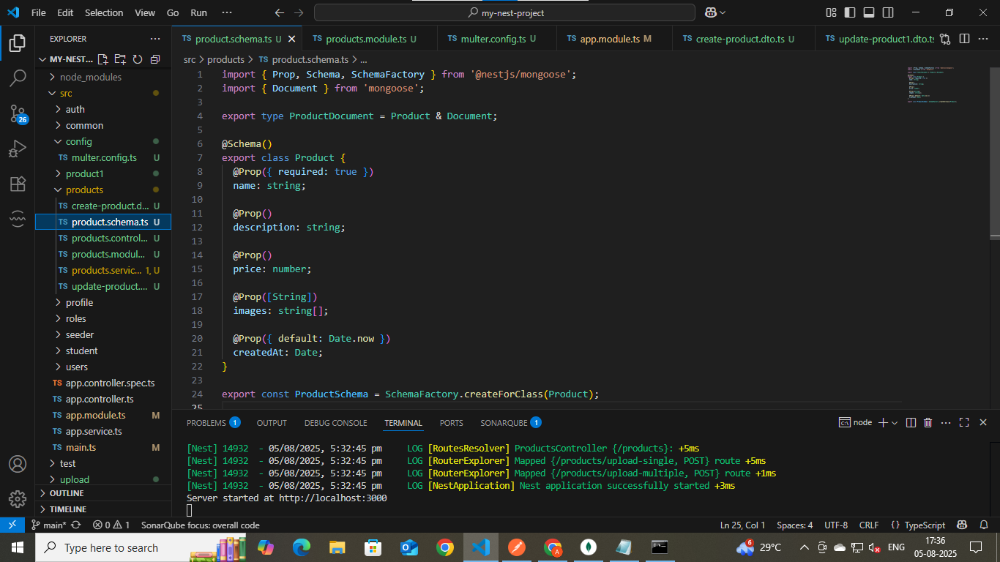 File Edit Selection View Go Run ··· my-nest-project
EXPLORER ···
MY-NEST...
node_modules
src
auth
common
config
TS multer.config.ts U
product1
products
TS create-product.d... U
TS product.schema.ts U
TS products.control... U
TS products.modul... U
TS products.servic... 1, U
TS update-product.... U
profile
roles
seeder
student
users
TS app.controller.spec.ts
TS app.controller.ts
TS app.module.ts M
TS app.service.ts
TS main.ts M
test
upload
OUTLINE
TIMELINE
26
TS product.schema.ts U TS products.module.ts U TS multer.config.ts U TS app.module.ts M TS create-product.dto.ts U TS update-product1.dto.ts
src > products > TS product.schema.ts > ...
1 import { Prop, Schema, SchemaFactory } from '@nestjs/mongoose';
2 import { Document } from 'mongoose';
3
4 export type ProductDocument = Product & Document;
5
6 @Schema()
7 export class Product {
8 @Prop({ required: true })
9 name: string;
10
11 @Prop()
12 description: string;
13
14 @Prop()
15 price: number;
16
17 @Prop([String])
18 images: string[];
19
20 @Prop({ default: Date.now })
21 createdAt: Date;
22 }
23
24 export const ProductSchema = SchemaFactory.createForClass(Product);
25
PROBLEMS 1 OUTPUT DEBUG CONSOLE TERMINAL PORTS SONARQUBE 1 node
[Nest] 14932 - 05/08/2025, 5:32:45 pm LOG [RoutesResolver] ProductsController {/products}: +5ms
[Nest] 14932 - 05/08/2025, 5:32:45 pm LOG [RouterExplorer] Mapped {/products/upload-single, POST} route +5ms
[Nest] 14932 - 05/08/2025, 5:32:45 pm LOG [RouterExplorer] Mapped {/products/upload-multiple, POST} route +1ms
[Nest] 14932 - 05/08/2025, 5:32:45 pm LOG [NestApplication] Nest application successfully started +3ms
Server started at http://localhost:3000
main* 0 1 SonarQube focus: overall code Ln 25, Col 1 Spaces: 4 UTF-8 CRLF {} TypeScript
Type here to search 6 29°C ENG 17:36
05-08-2025